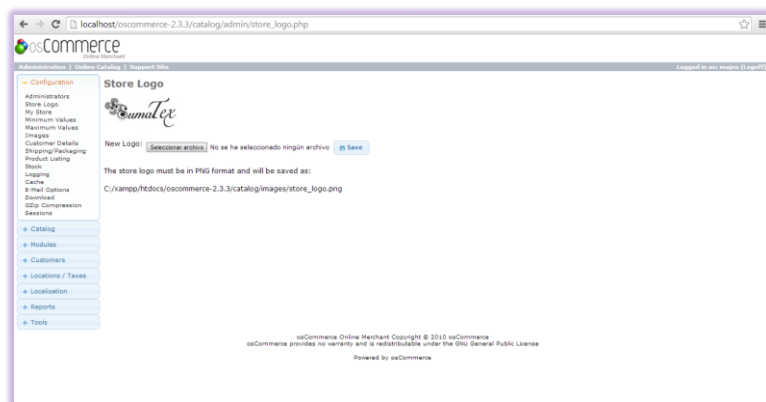 localhost/oscommerce-2.3.3/catalog/admin/store_logo.php
osCommerce
Online Merchant
Administration | Online Catalog | Support Site
Logged in as: majos (Logoff)
Configuration
Administrators
Store Logo
My Store
Minimum Values
Maximum Values
Images
Customer Details
Shipping/Packaging
Product Listing
Stock
Logging
Cache
E-Mail Options
Download
GZip Compression
Sessions
+ Catalog
+ Modules
+ Customers
+ Locations / Taxes
+ Localization
+ Reports
+ Tools
Store Logo
SumaTex
New Logo: Seleccionar archivo No se ha seleccionado ningún archivo Save
The store logo must be in PNG format and will be saved as:
C:/xampp/htdocs/oscommerce-2.3.3/catalog/images/store_logo.png
osCommerce Online Merchant Copyright © 2010 osCommerce
osCommerce provides no warranty and is redistributable under the GNU General Public License
Powered by osCommerce